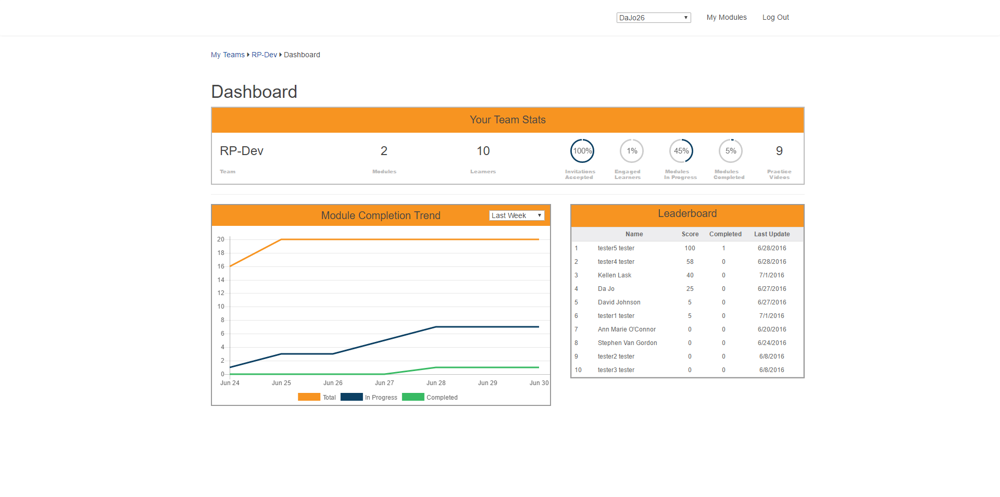 DaJo26 My Modules Log Out
My Teams RP-Dev Dashboard
Dashboard
Your Team Stats
RP-Dev 2 10 100% 1% 45% 5% 9
Team Modules Learners Invitations Accepted Engaged Learners Modules In Progress Modules Completed Practice Videos
Module Completion Trend Last Week
20
18
16
14
12
10
8
6
4
2
0
Jun 24 Jun 25 Jun 26 Jun 27 Jun 28 Jun 29 Jun 30
Total In Progress Completed
Leaderboard
Name Score Completed Last Update
1 tester5 tester 100 1 6/28/2016
2 tester4 tester 58 0 6/28/2016
3 Kellen Lask 40 0 7/1/2016
4 Da Jo 25 0 6/27/2016
5 David Johnson 5 0 6/27/2016
6 tester1 tester 5 0 7/1/2016
7 Ann Marie O'Connor 0 0 6/20/2016
8 Stephen Van Gordon 0 0 6/24/2016
9 tester2 tester 0 0 6/8/2016
10 tester3 tester 0 0 6/8/2016